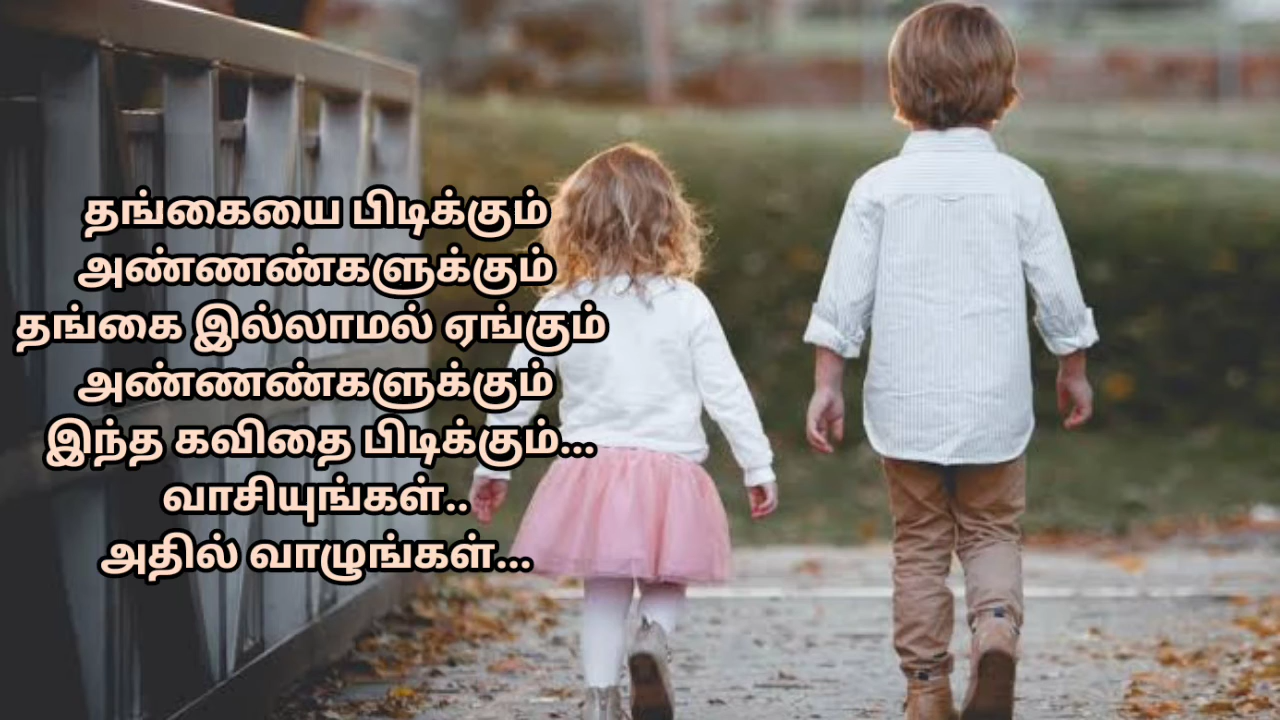 தங்கையை பிடிக்கும்
அண்ணண்களுக்கும்
தங்கை இல்லாமல் ஏங்கும்
அண்ணண்களுக்கும்
இந்த கவிதை பிடிக்கும்...
வாசியுங்கள்..
அதில் வாழுங்கள்...